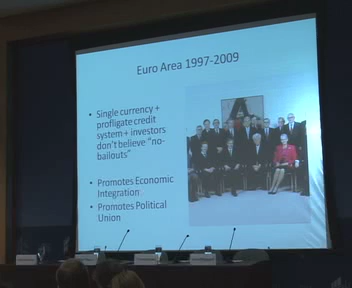 Euro Area 1997-2009
• Single currency +
profligate credit
system+ investors
don't believe "no-
bailouts"
• Promotes Economic
Integration
• Promotes Political
Union